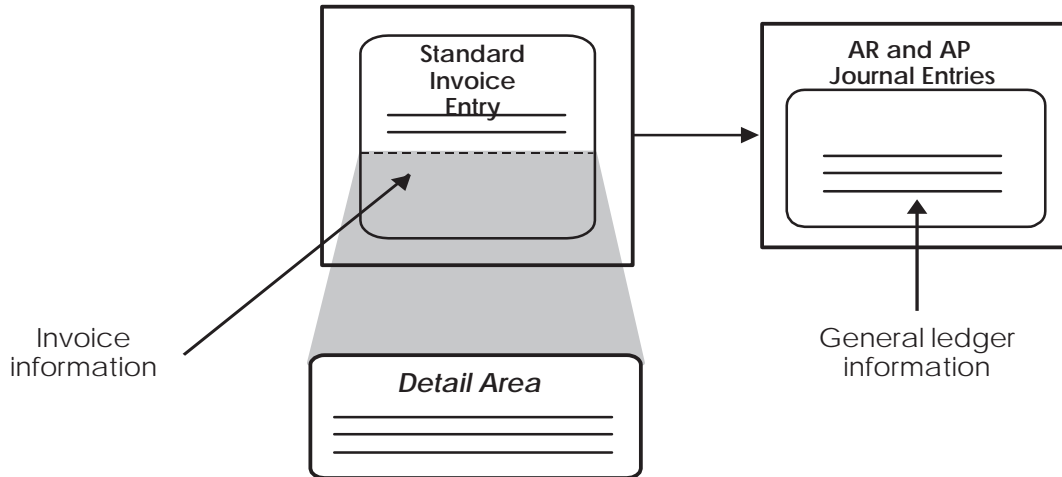 Standard
Invoice
Entry
AR and AP
Journal Entries
Invoice
information
General ledger
information
Detail Area